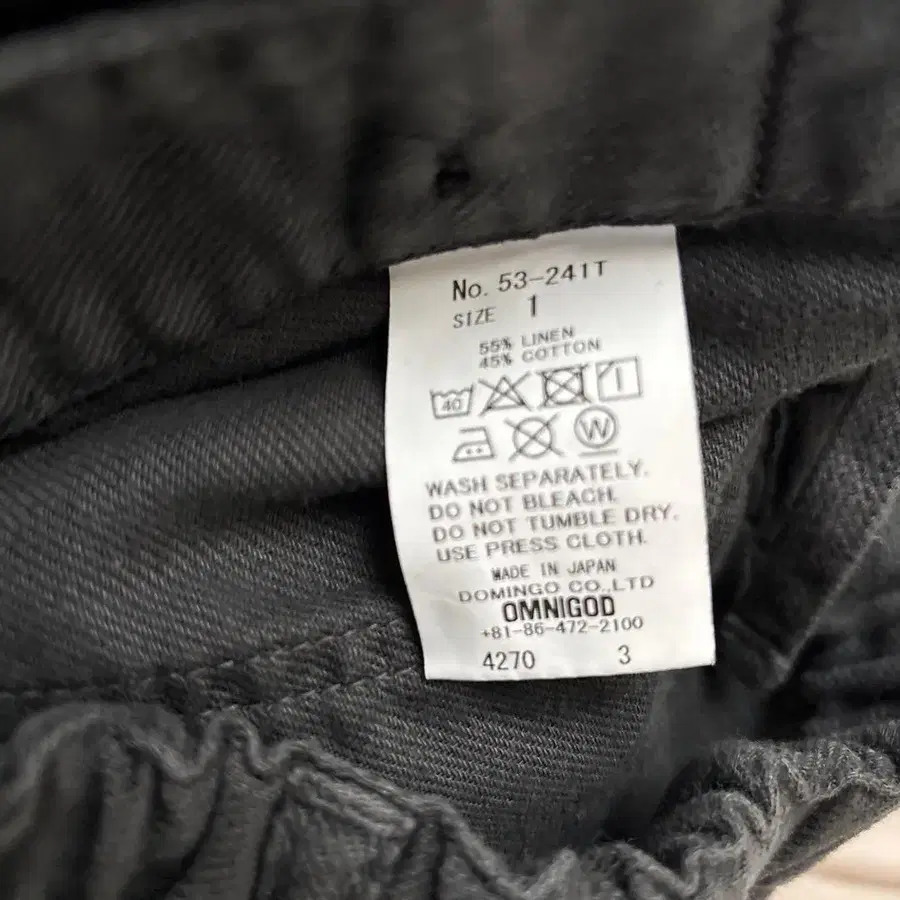 No. 53-241T
SIZE 1
55% LINEN
45% COTTON
40
W
WASH SEPARATELY.
DO NOT BLEACH.
DO NOT TUMBLE DRY.
USE PRESS CLOTH.
MADE IN JAPAN
DOMINGO CO.,LTD
OMNIGOD
+81-86-472-2100
4270 3